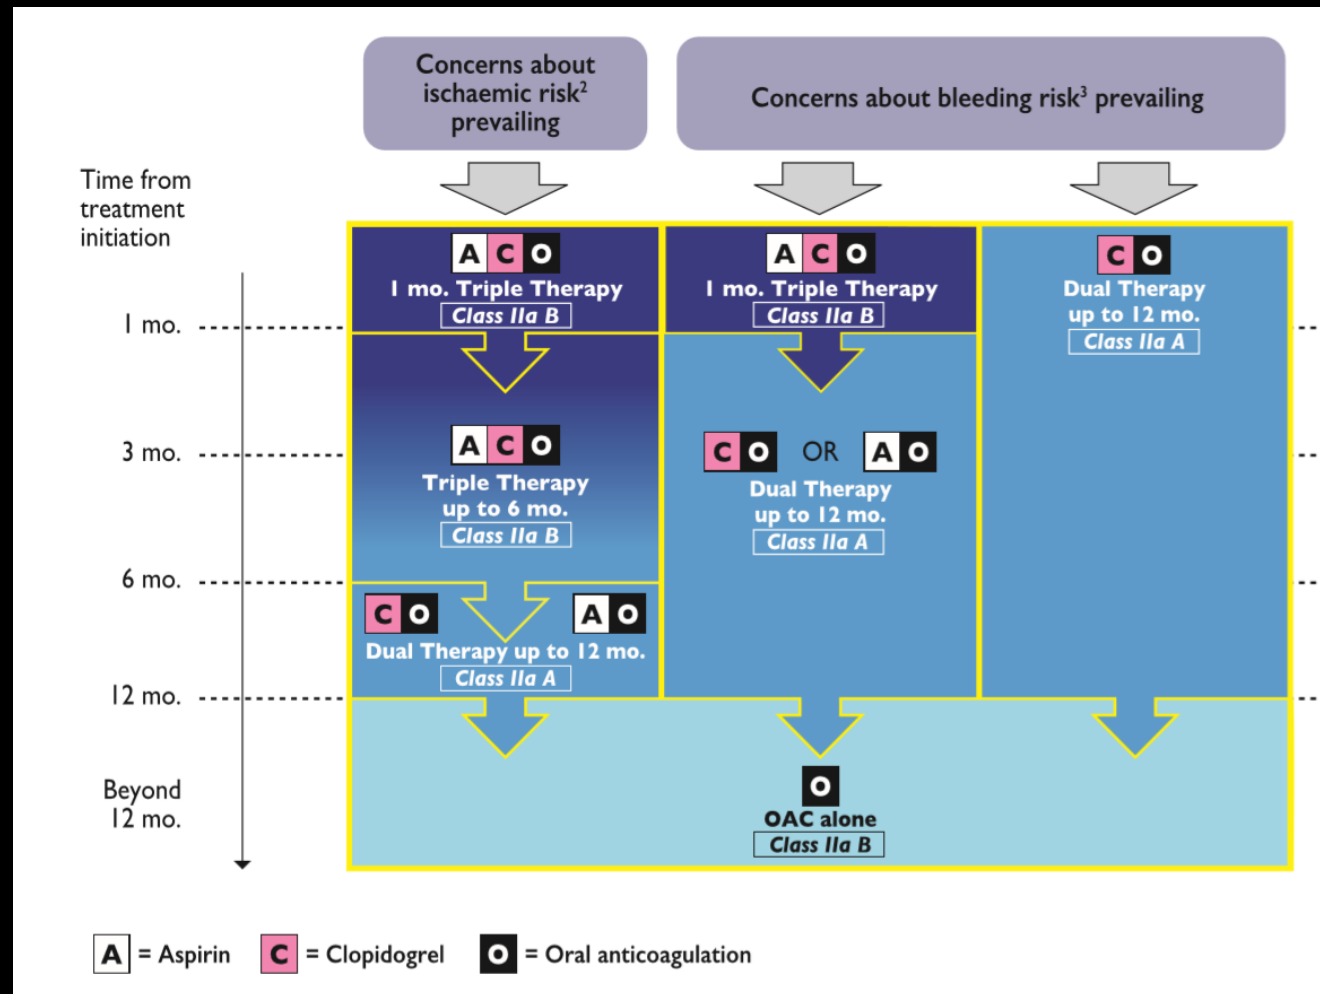 Concerns about
ischaemic risk2
prevailing
Concerns about bleeding risk3 prevailing
Time from
treatment
initiation
A C O
1 mo. Triple Therapy
Class IIa B
A C O
1 mo. Triple Therapy
Class IIa B
C O
Dual Therapy
up to 12 mo.
Class IIa A
1 mo.
A C O
Triple Therapy
up to 6 mo.
Class IIa B
C O OR A O
Dual Therapy
up to 12 mo.
Class IIa A
3 mo.
6 mo.
C O A O
Dual Therapy up to 12 mo.
Class IIa A
12 mo.
Beyond
12 mo.
O
OAC alone
Class IIa B
A = Aspirin C = Clopidogrel O = Oral anticoagulation